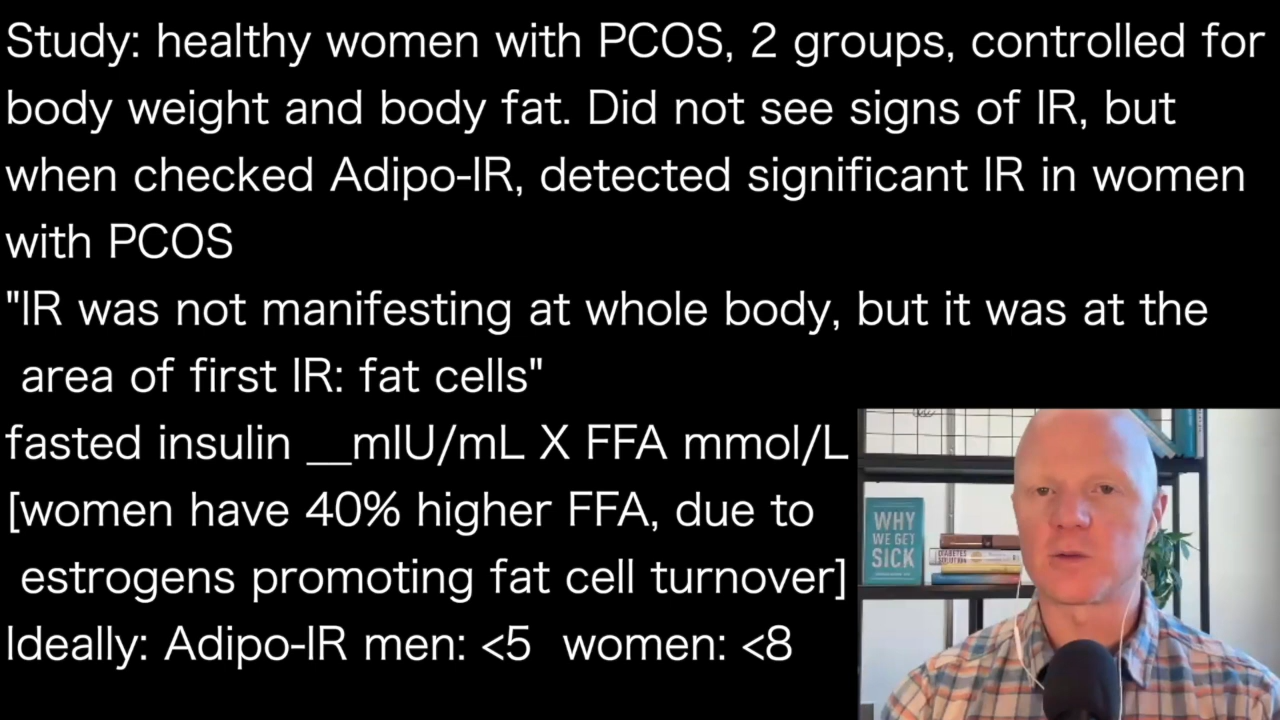 Study: healthy women with PCOS, 2 groups, controlled for
body weight and body fat. Did not see signs of IR, but
when checked Adipo-IR, detected significant IR in women
with PCOS
"IR was not manifesting at whole body, but it was at the
area of first IR: fat cells"
fasted insulin __mIU/mL X FFA mmol/L
[women have 40% higher FFA, due to
estrogens promoting fat cell turnover]
Ideally: Adipo-IR men: <5 women: <8
WHY
WE GET
SICK